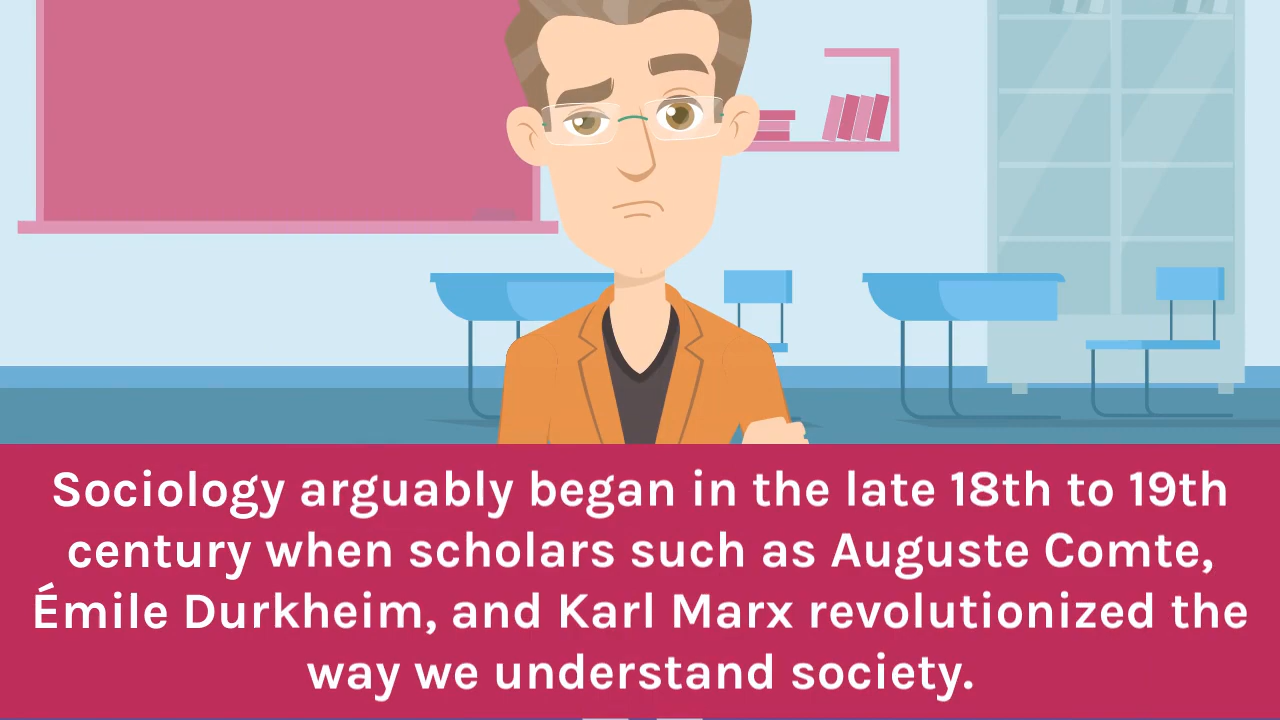 Sociology arguably began in the late 18th to 19th
century when scholars such as Auguste Comte,
Émile Durkheim, and Karl Marx revolutionized the
way we understand society.